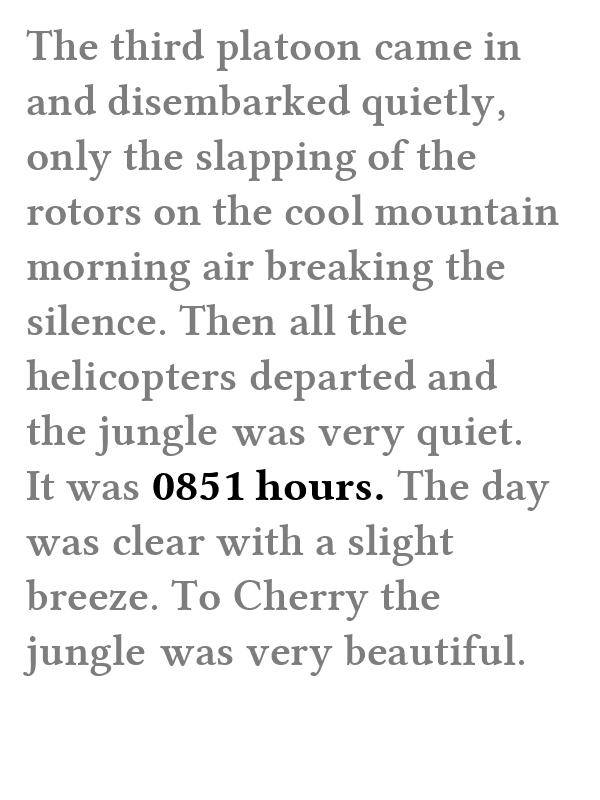 The third platoon came in
and disembarked quietly,
only the slapping of the
rotors on the cool mountain
morning air breaking the
silence. Then all the
helicopters departed and
the jungle was very quiet.
It was 0851 hours. The day
was clear with a slight
breeze. To Cherry the
jungle was very beautiful.